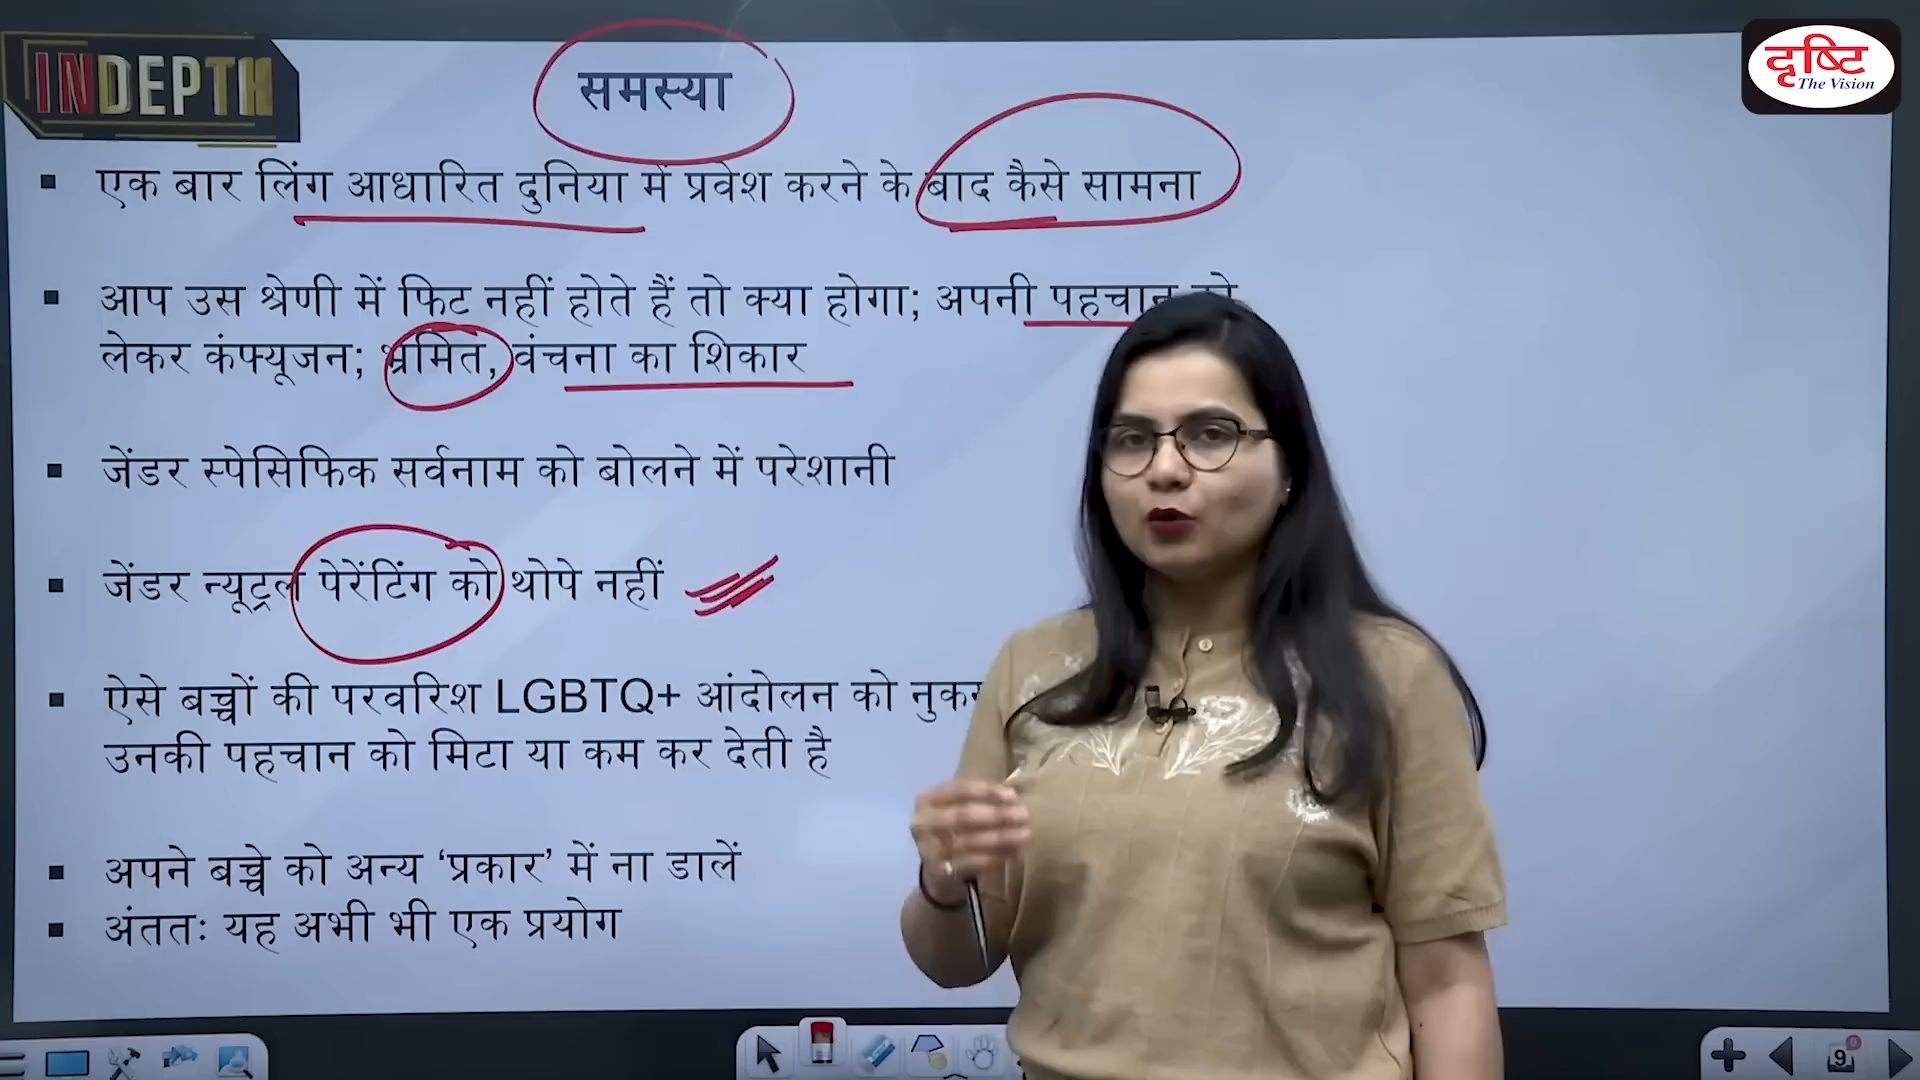 INDEPTH
समस्या
दृष्टि
The Vision
▪ एक बार लिंग आधारित दुनिया में प्रवेश करने के बाद कैसे सामना
▪ आप उस श्रेणी में फिट नहीं होते हैं तो क्या होगा; अपनी पहचान को
लेकर कंफ्यूजन; भ्रमित, वंचना का शिकार
▪ जेंडर स्पेसिफिक सर्वनाम को बोलने में परेशानी
▪ जेंडर न्यूट्रल पेरेंटिंग को थोपे नहीं
▪ ऐसे बच्चों की परवरिश LGBTQ+ आंदोलन को
उनकी पहचान को मिटा या कम कर देती है
▪ अपने बच्चे को अन्य ‘प्रकार’ में ना डालें
▪ अंततः यह अभी भी एक प्रयोग
9
0